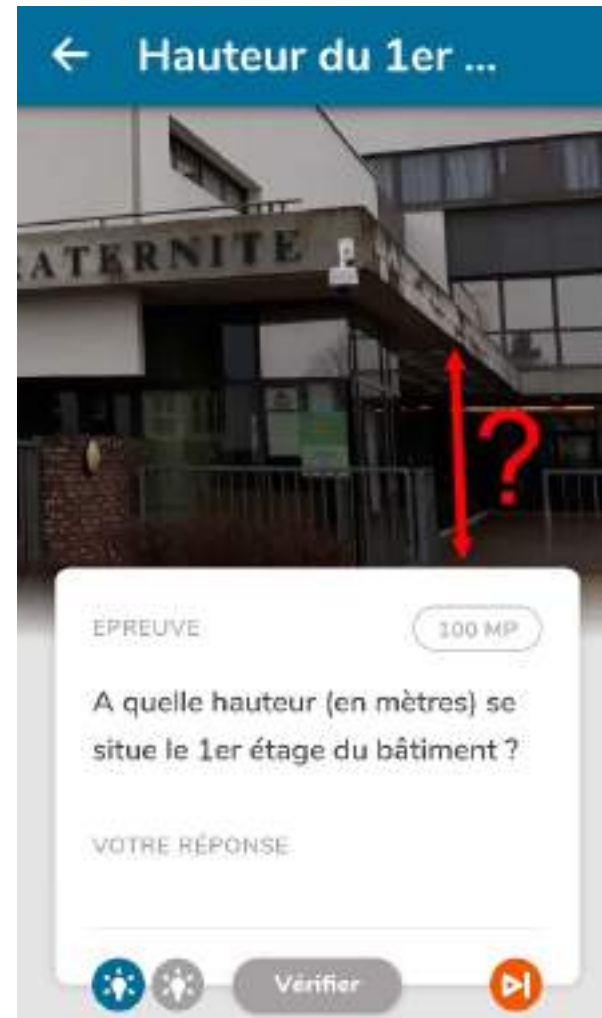 Hauteur du 1er ...
RATERNITE
?
EPREUVE
100 MP
A quelle hauteur (en mètres) se
situe le 1er étage du bâtiment ?
VOTRE RÉPONSE
Vérifier